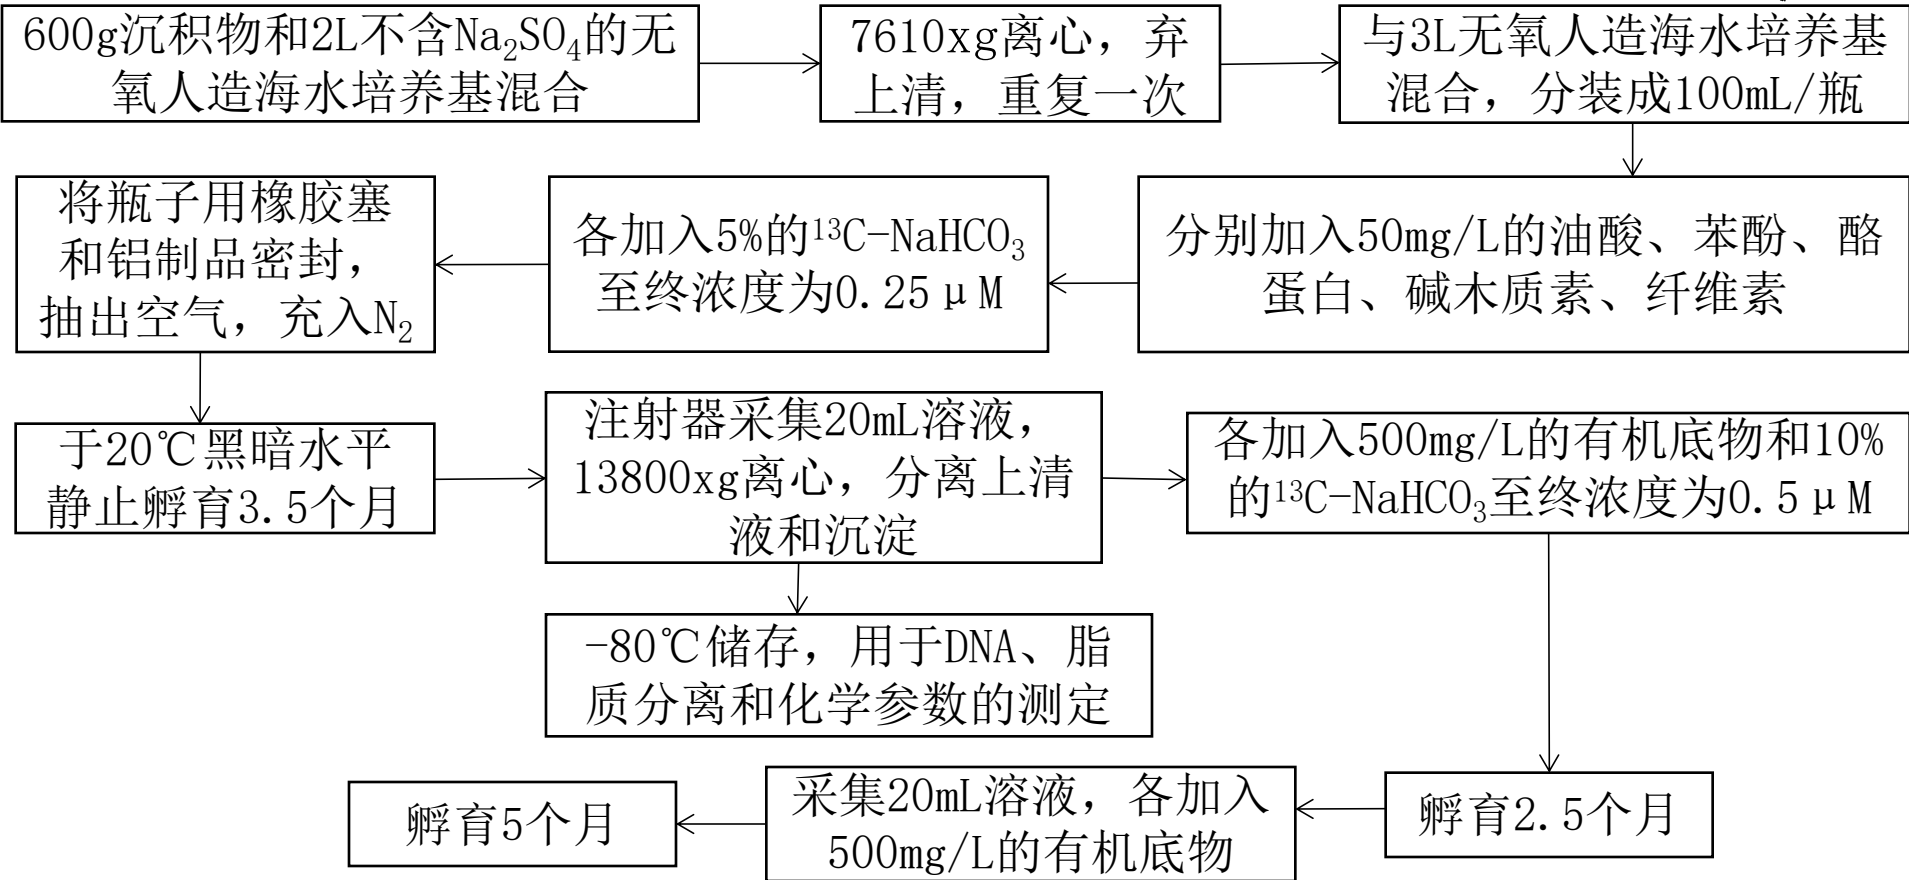 600g沉积物和2L不含Na₂SO₄的无
氧人造海水培养基混合
7610xg离心，弃
上清，重复一次
与3L无氧人造海水培养基
混合，分装成100mL/瓶
分别加入50mg/L的油酸、苯酚、酪
蛋白、碱木质素、纤维素
各加入5%的¹³C-NaHCO₃
至终浓度为0.25μM
将瓶子用橡胶塞
和铝制品密封，
抽出空气，充入N₂
于20℃黑暗水平
静止孵育3.5个月
注射器采集20mL溶液，
13800xg离心，分离上清
液和沉淀
-80℃储存，用于DNA、脂
质分离和化学参数的测定
各加入500mg/L的有机底物和10%
的¹³C-NaHCO₃至终浓度为0.5μM
孵育2.5个月
采集20mL溶液，各加入
500mg/L的有机底物
孵育5个月